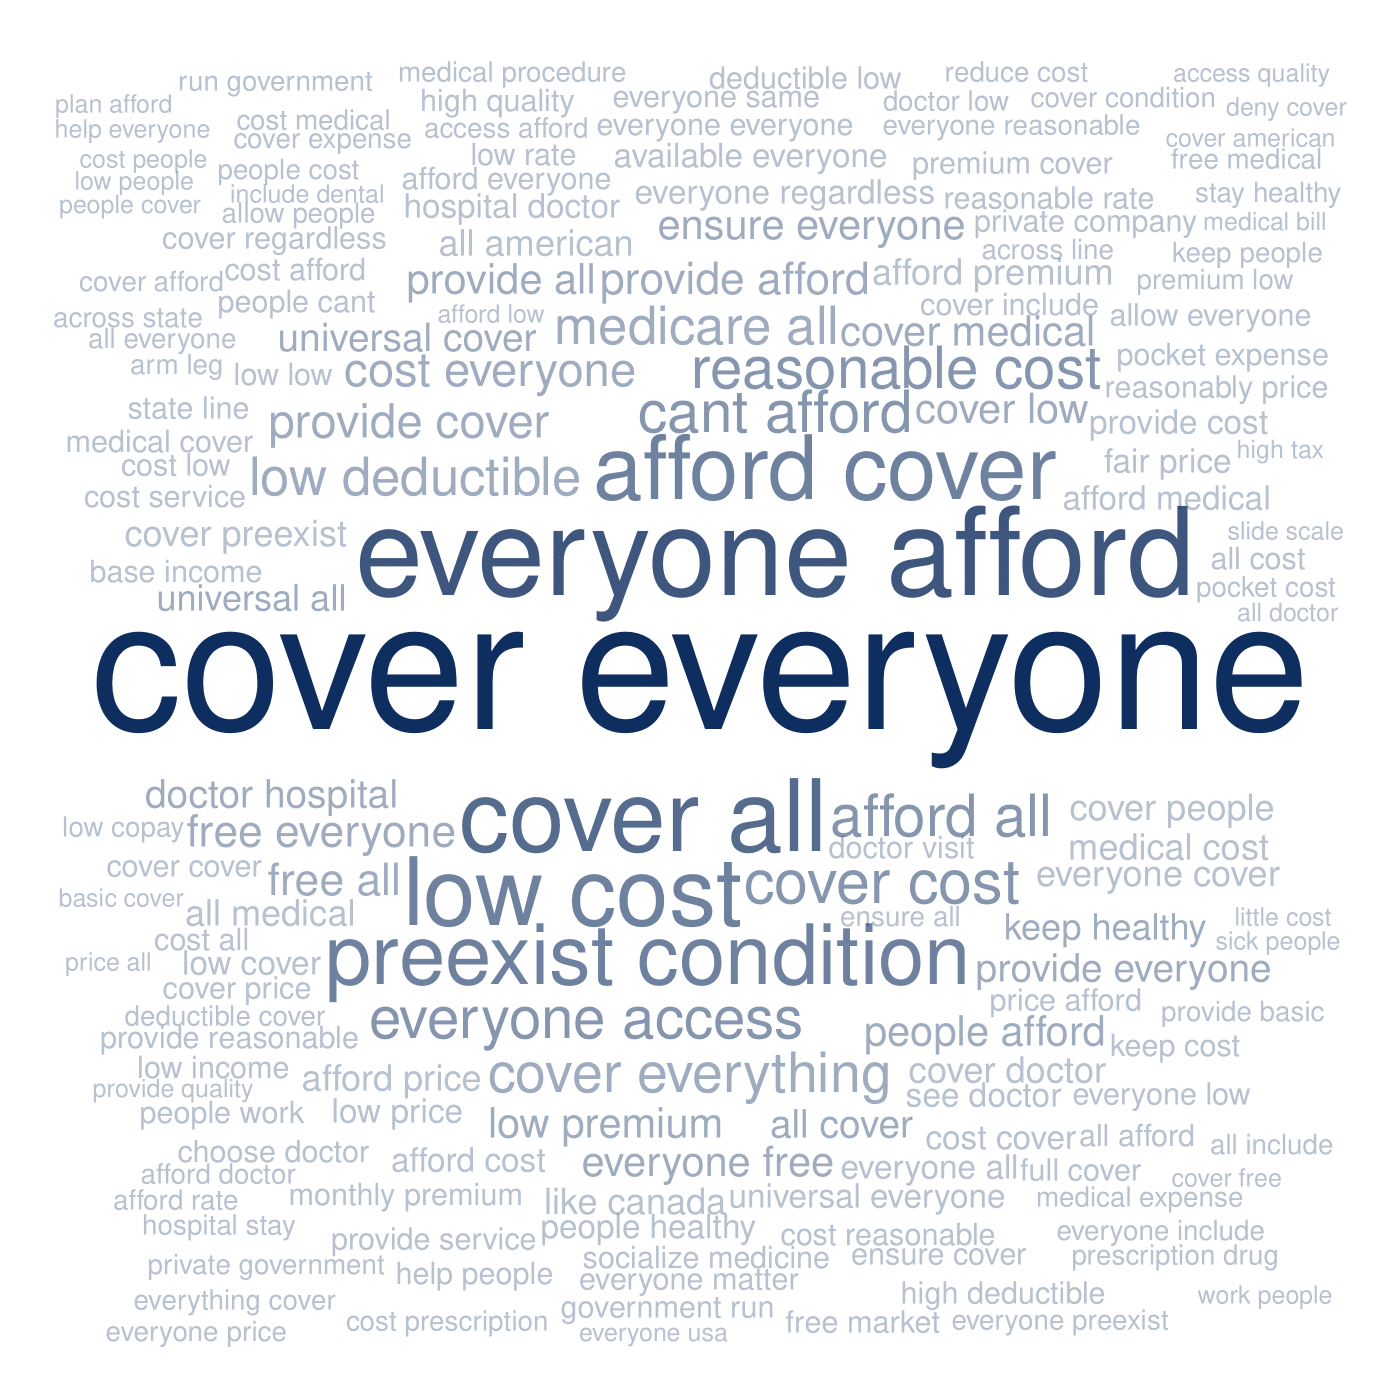 run government
medical procedure
deductible low
reduce cost
access quality
plan afford
high quality
everyone same
doctor low
cover condition
deny cover
help everyone
cost medical
access afford
everyone everyone
everyone reasonable
cover american
cover expense
cost people
people cost
low rate
available everyone
premium cover
free medical
low people
include dental
afford everyone
everyone regardless
reasonable rate
stay healthy
people cover
allow people
hospital doctor
ensure everyone
private company
medical bill
cover regardless
all american
across line
keep people
cover afford
cost afford
provide all
provide afford
afford premium
premium low
people cant
afford low
cover include
allow everyone
across state
all everyone
universal cover
medicare all
cover medical
arm leg
low low
cost everyone
reasonable cost
pocket expense
reasonably price
state line
provide cover
cant afford
cover low
provide cost
medical cover
cost low
low deductible
afford cover
fair price
high tax
cost service
afford medical
cover preexist
everyone afford
slide scale
base income
all cost
universal all
pocket cost
all doctor
cover everyone
doctor hospital
cover all
afford all
cover people
low copay
free everyone
doctor visit
medical cost
cover cover
free all
low cost
cover cost
everyone cover
basic cover
all medical
ensure all
keep healthy
little cost
cost all
sick people
price all
low cover
preexist condition
provide everyone
cover price
price afford
provide basic
deductible cover
everyone access
people afford
provide reasonable
keep cost
low income
afford price
cover everything
cover doctor
provide quality
see doctor
everyone low
people work
low price
low premium
all cover
cost cover
all afford
all include
choose doctor
afford cost
everyone free
everyone all
full cover
cover free
afford doctor
afford rate
monthly premium
like canada
universal everyone
medical expense
hospital stay
provide service
people healthy
cost reasonable
everyone include
private government
help people
socialize medicine
ensure cover
prescription drug
everyone matter
everything cover
high deductible
work people
government run
everyone price
cost prescription
everyone usa
free market
everyone preexist